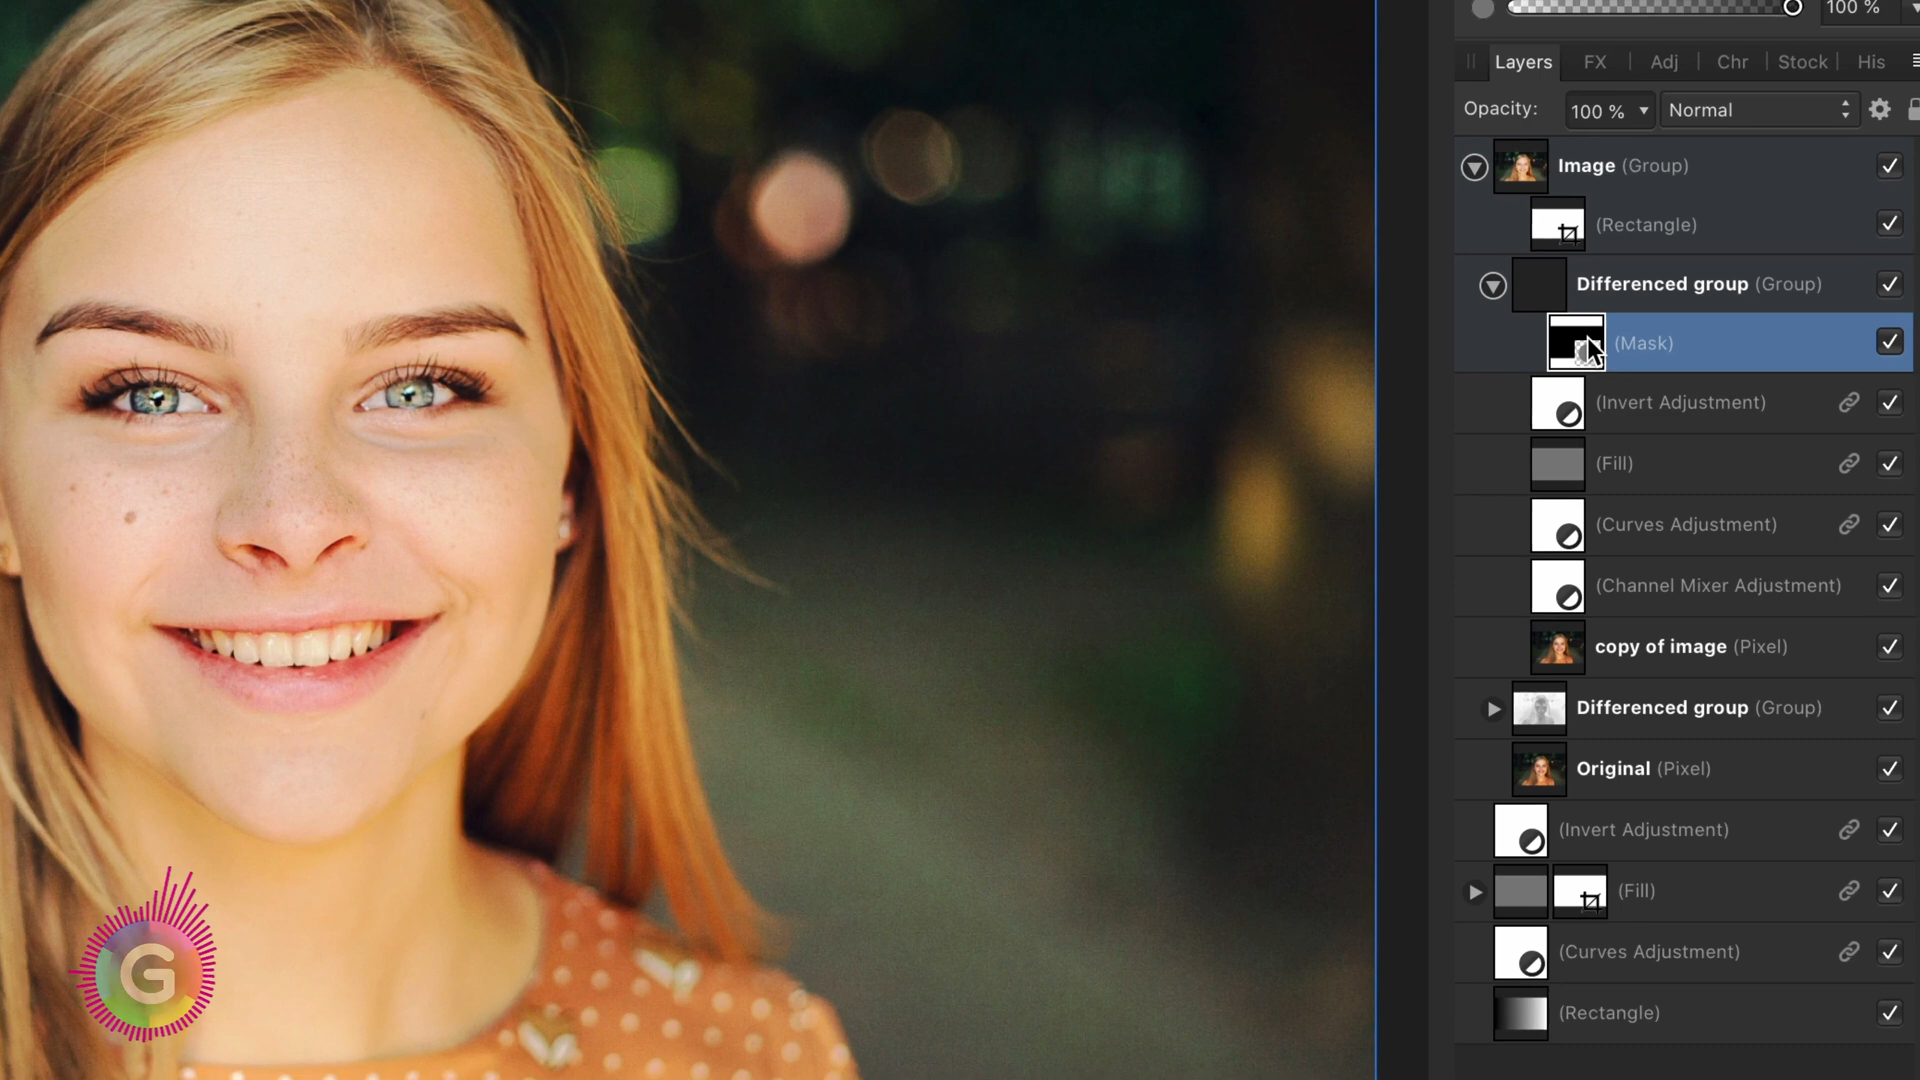 100 %
Layers
FX
Adj
Chr
Stock
His
Opacity:
100 %
Normal
Image (Group)
(Rectangle)
Differenced group (Group)
(Mask)
(Invert Adjustment)
(Fill)
(Curves Adjustment)
(Channel Mixer Adjustment)
copy of image (Pixel)
Differenced group (Group)
Original (Pixel)
(Invert Adjustment)
(Fill)
(Curves Adjustment)
(Rectangle)
G